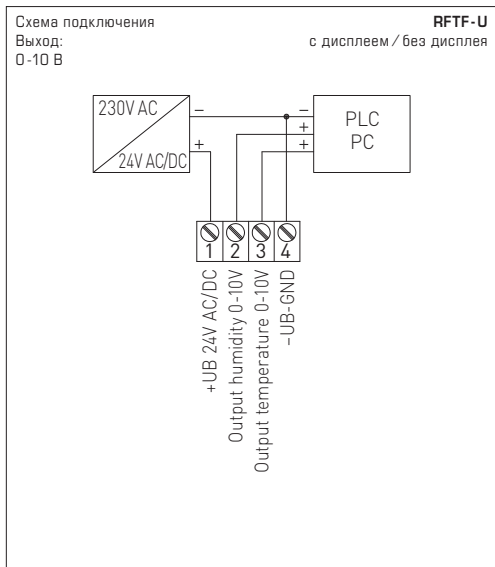 Схема подключения
Выход:
0-10 В
RFTF-U
с дисплеем / без дисплея
230V AC
24V AC/DC
–
+
–
+
+
PLC
PC
1 2 3 4
+UB 24V AC/DC
Output humidity 0-10V
Output temperature 0-10V
-UB-GND